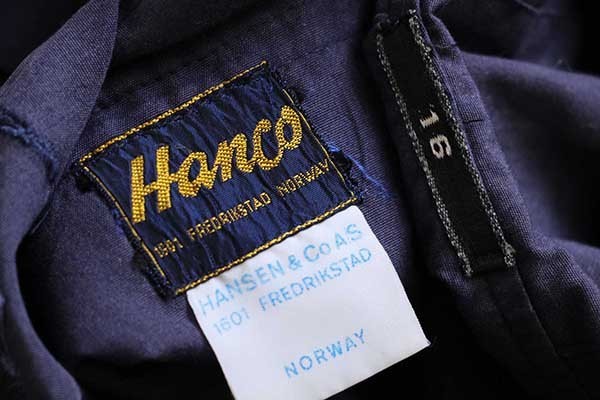 Hanco
1601 FREDRIKSTAD NORWAY
HANSEN & Co A.S
1601 FREDRIKSTAD
NORWAY
16